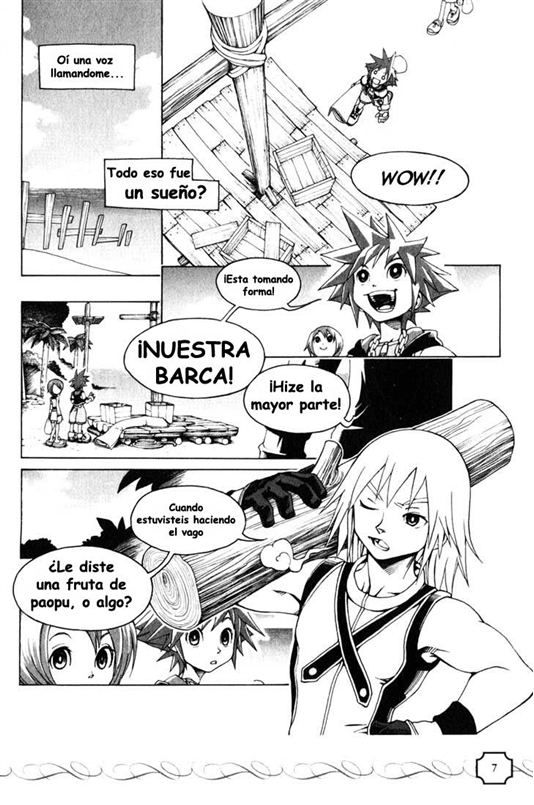 Oí una voz
llamandome...
Todo eso fue
un sueño?
WOW!!
¡Esta tomando
forma!
¡NUESTRA
BARCA!
¡Hize la
mayor parte!
Cuando
estuvisteis haciendo
el vago
¿Le diste
una fruta de
paopu, o algo?
7